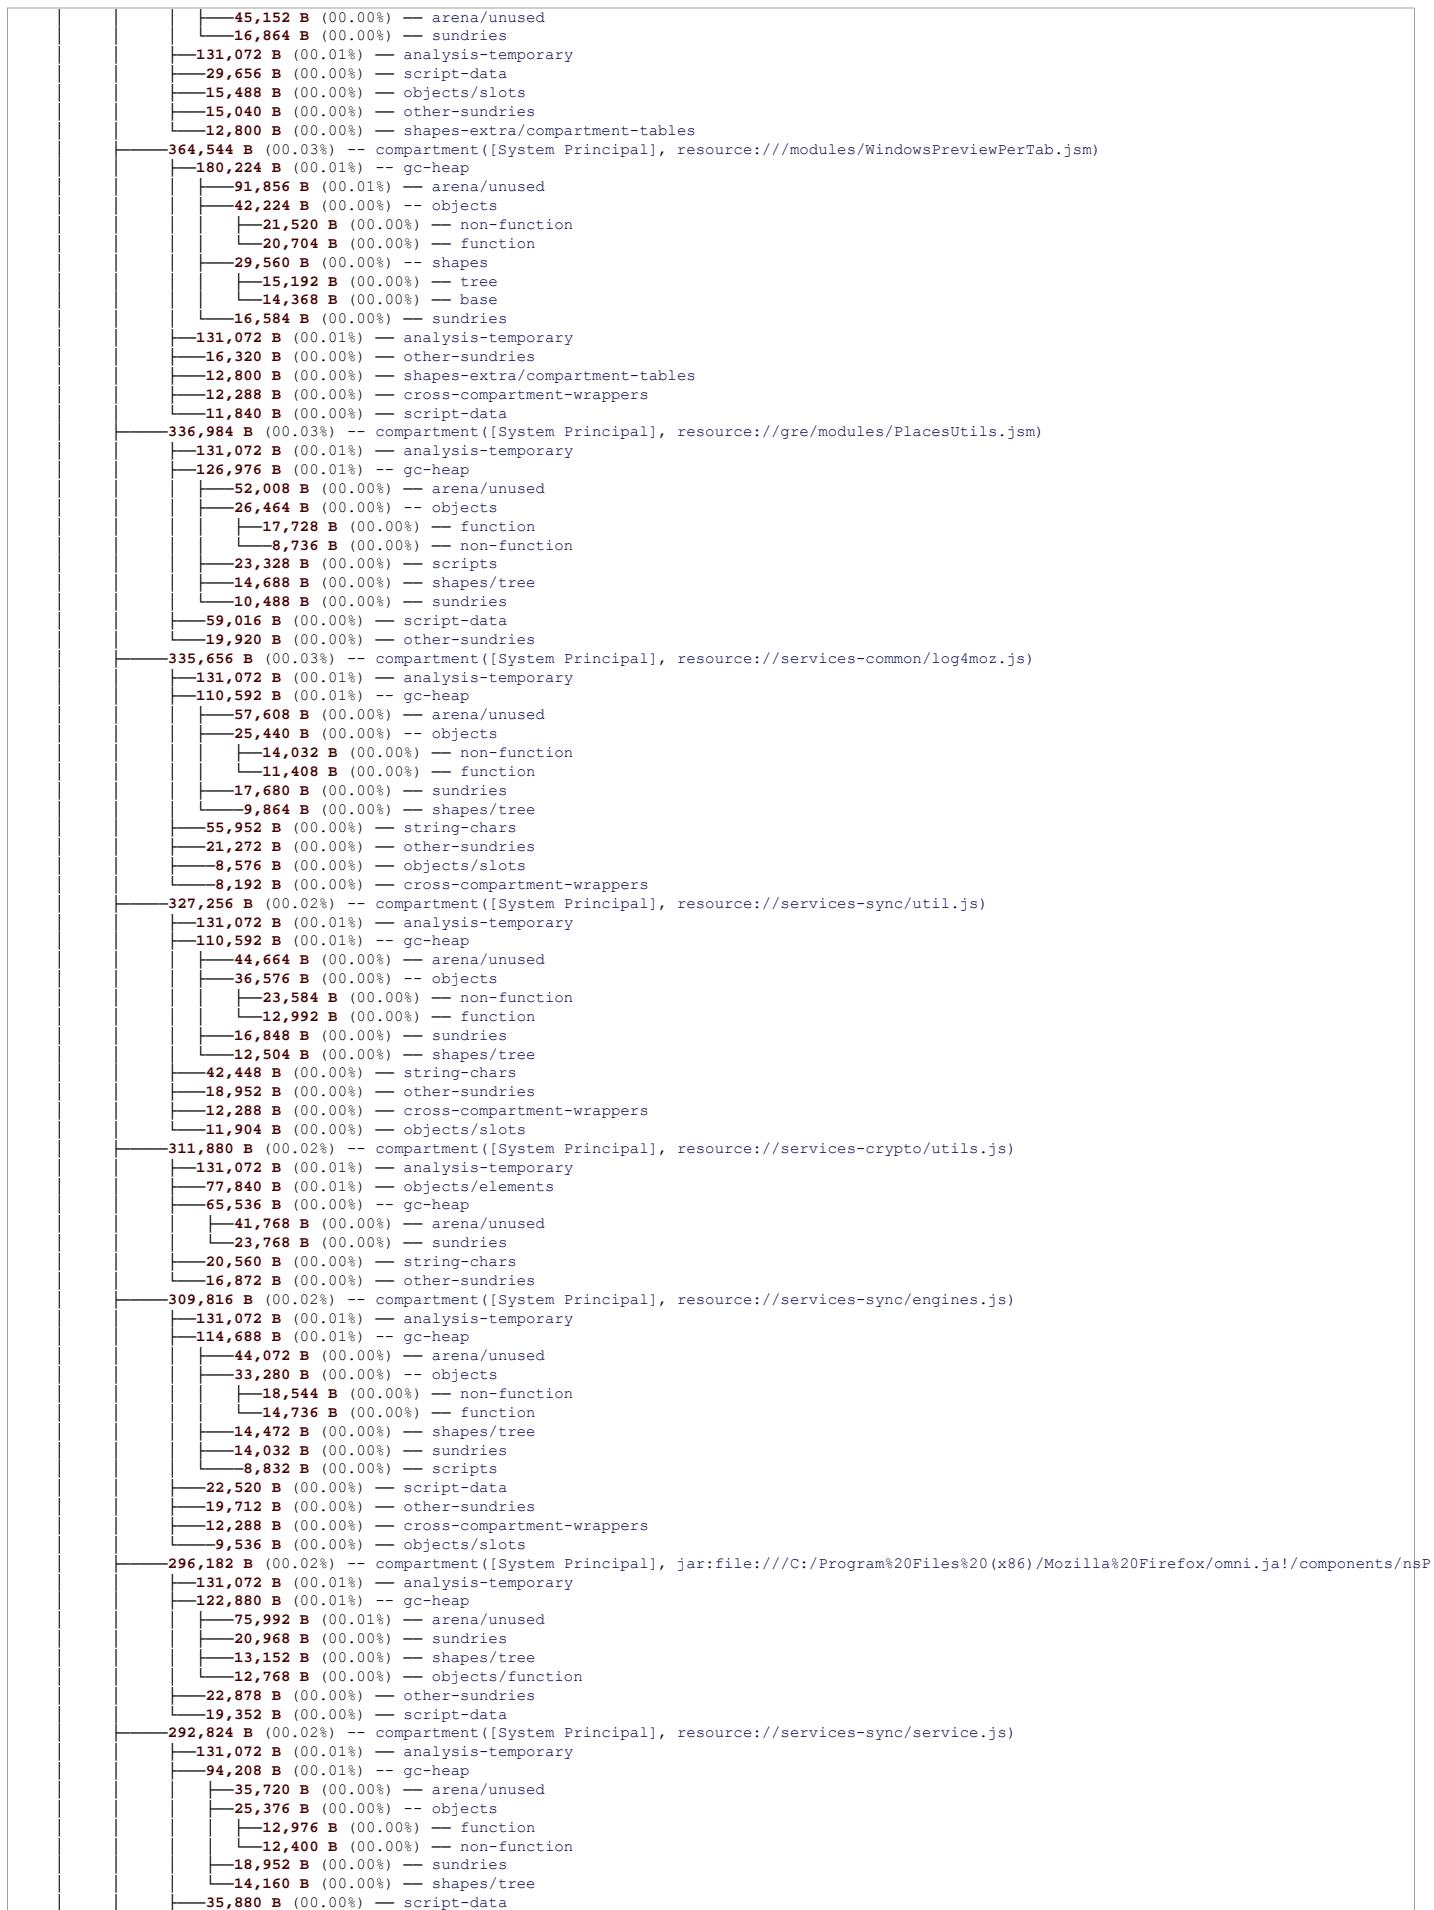 │ │ │ ├───45,152 B (00.00%) ── arena/unused
│ │ │ └───16,864 B (00.00%) ── sundries
│ │ ├──131,072 B (00.01%) ── analysis-temporary
│ │ ├───29,656 B (00.00%) ── script-data
│ │ ├───15,488 B (00.00%) ── objects/slots
│ │ ├───15,040 B (00.00%) ── other-sundries
│ │ └───12,800 B (00.00%) ── shapes-extra/compartment-tables
│ ├─────364,544 B (00.03%) -- compartment([System Principal], resource:///modules/WindowsPreviewPerTab.jsm)
│ │ ├──180,224 B (00.01%) -- gc-heap
│ │ │ ├───91,856 B (00.01%) ── arena/unused
│ │ │ ├───42,224 B (00.00%) -- objects
│ │ │ │ ├──21,520 B (00.00%) ── non-function
│ │ │ │ └──20,704 B (00.00%) ── function
│ │ │ ├───29,560 B (00.00%) -- shapes
│ │ │ │ ├──15,192 B (00.00%) ── tree
│ │ │ │ └──14,368 B (00.00%) ── base
│ │ │ └───16,584 B (00.00%) ── sundries
│ │ ├──131,072 B (00.01%) ── analysis-temporary
│ │ ├───16,320 B (00.00%) ── other-sundries
│ │ ├───12,800 B (00.00%) ── shapes-extra/compartment-tables
│ │ ├───12,288 B (00.00%) ── cross-compartment-wrappers
│ │ └───11,840 B (00.00%) ── script-data
│ ├─────336,984 B (00.03%) -- compartment([System Principal], resource://gre/modules/PlacesUtils.jsm)
│ │ ├──131,072 B (00.01%) ── analysis-temporary
│ │ ├──126,976 B (00.01%) -- gc-heap
│ │ │ ├───52,008 B (00.00%) ── arena/unused
│ │ │ ├───26,464 B (00.00%) -- objects
│ │ │ │ ├──17,728 B (00.00%) ── function
│ │ │ │ └───8,736 B (00.00%) ── non-function
│ │ │ ├───23,328 B (00.00%) ── scripts
│ │ │ ├───14,688 B (00.00%) ── shapes/tree
│ │ │ └───10,488 B (00.00%) ── sundries
│ │ ├───59,016 B (00.00%) ── script-data
│ │ └───19,920 B (00.00%) ── other-sundries
│ ├─────335,656 B (00.03%) -- compartment([System Principal], resource://services-common/log4moz.js)
│ │ ├──131,072 B (00.01%) ── analysis-temporary
│ │ ├──110,592 B (00.01%) -- gc-heap
│ │ │ ├───57,608 B (00.00%) ── arena/unused
│ │ │ ├───25,440 B (00.00%) -- objects
│ │ │ │ ├──14,032 B (00.00%) ── non-function
│ │ │ │ └──11,408 B (00.00%) ── function
│ │ │ ├───17,680 B (00.00%) ── sundries
│ │ │ └────9,864 B (00.00%) ── shapes/tree
│ │ ├───55,952 B (00.00%) ── string-chars
│ │ ├───21,272 B (00.00%) ── other-sundries
│ │ ├────8,576 B (00.00%) ── objects/slots
│ │ └────8,192 B (00.00%) ── cross-compartment-wrappers
│ ├─────327,256 B (00.02%) -- compartment([System Principal], resource://services-sync/util.js)
│ │ ├──131,072 B (00.01%) ── analysis-temporary
│ │ ├──110,592 B (00.01%) -- gc-heap
│ │ │ ├───44,664 B (00.00%) ── arena/unused
│ │ │ ├───36,576 B (00.00%) -- objects
│ │ │ │ ├──23,584 B (00.00%) ── non-function
│ │ │ │ └──12,992 B (00.00%) ── function
│ │ │ ├───16,848 B (00.00%) ── sundries
│ │ │ └───12,504 B (00.00%) ── shapes/tree
│ │ ├───42,448 B (00.00%) ── string-chars
│ │ ├───18,952 B (00.00%) ── other-sundries
│ │ ├───12,288 B (00.00%) ── cross-compartment-wrappers
│ │ └───11,904 B (00.00%) ── objects/slots
│ ├─────311,880 B (00.02%) -- compartment([System Principal], resource://services-crypto/utils.js)
│ │ ├──131,072 B (00.01%) ── analysis-temporary
│ │ ├───77,840 B (00.01%) ── objects/elements
│ │ ├───65,536 B (00.00%) -- gc-heap
│ │ │ ├──41,768 B (00.00%) ── arena/unused
│ │ │ └──23,768 B (00.00%) ── sundries
│ │ ├───20,560 B (00.00%) ── string-chars
│ │ └───16,872 B (00.00%) ── other-sundries
│ ├─────309,816 B (00.02%) -- compartment([System Principal], resource://services-sync/engines.js)
│ │ ├──131,072 B (00.01%) ── analysis-temporary
│ │ ├──114,688 B (00.01%) -- gc-heap
│ │ │ ├───44,072 B (00.00%) ── arena/unused
│ │ │ ├───33,280 B (00.00%) -- objects
│ │ │ │ ├──18,544 B (00.00%) ── non-function
│ │ │ │ └──14,736 B (00.00%) ── function
│ │ │ ├───14,472 B (00.00%) ── shapes/tree
│ │ │ ├───14,032 B (00.00%) ── sundries
│ │ │ └────8,832 B (00.00%) ── scripts
│ │ ├───22,520 B (00.00%) ── script-data
│ │ ├───19,712 B (00.00%) ── other-sundries
│ │ ├───12,288 B (00.00%) ── cross-compartment-wrappers
│ │ └────9,536 B (00.00%) ── objects/slots
│ ├─────296,182 B (00.02%) -- compartment([System Principal], jar:file:///C:/Program%20Files%20(x86)/Mozilla%20Firefox/omni.ja!/components/nsP
│ │ ├──131,072 B (00.01%) ── analysis-temporary
│ │ ├──122,880 B (00.01%) -- gc-heap
│ │ │ ├───75,992 B (00.01%) ── arena/unused
│ │ │ ├───20,968 B (00.00%) ── sundries
│ │ │ ├───13,152 B (00.00%) ── shapes/tree
│ │ │ └───12,768 B (00.00%) ── objects/function
│ │ ├───22,878 B (00.00%) ── other-sundries
│ │ └───19,352 B (00.00%) ── script-data
│ ├─────292,824 B (00.02%) -- compartment([System Principal], resource://services-sync/service.js)
│ │ ├──131,072 B (00.01%) ── analysis-temporary
│ │ ├───94,208 B (00.01%) -- gc-heap
│ │ │ ├──35,720 B (00.00%) ── arena/unused
│ │ │ ├──25,376 B (00.00%) -- objects
│ │ │ │ ├──12,976 B (00.00%) ── function
│ │ │ │ └──12,400 B (00.00%) ── non-function
│ │ │ ├──18,952 B (00.00%) ── sundries
│ │ │ └──14,160 B (00.00%) ── shapes/tree
│ │ ├───35,880 B (00.00%) ── script-data